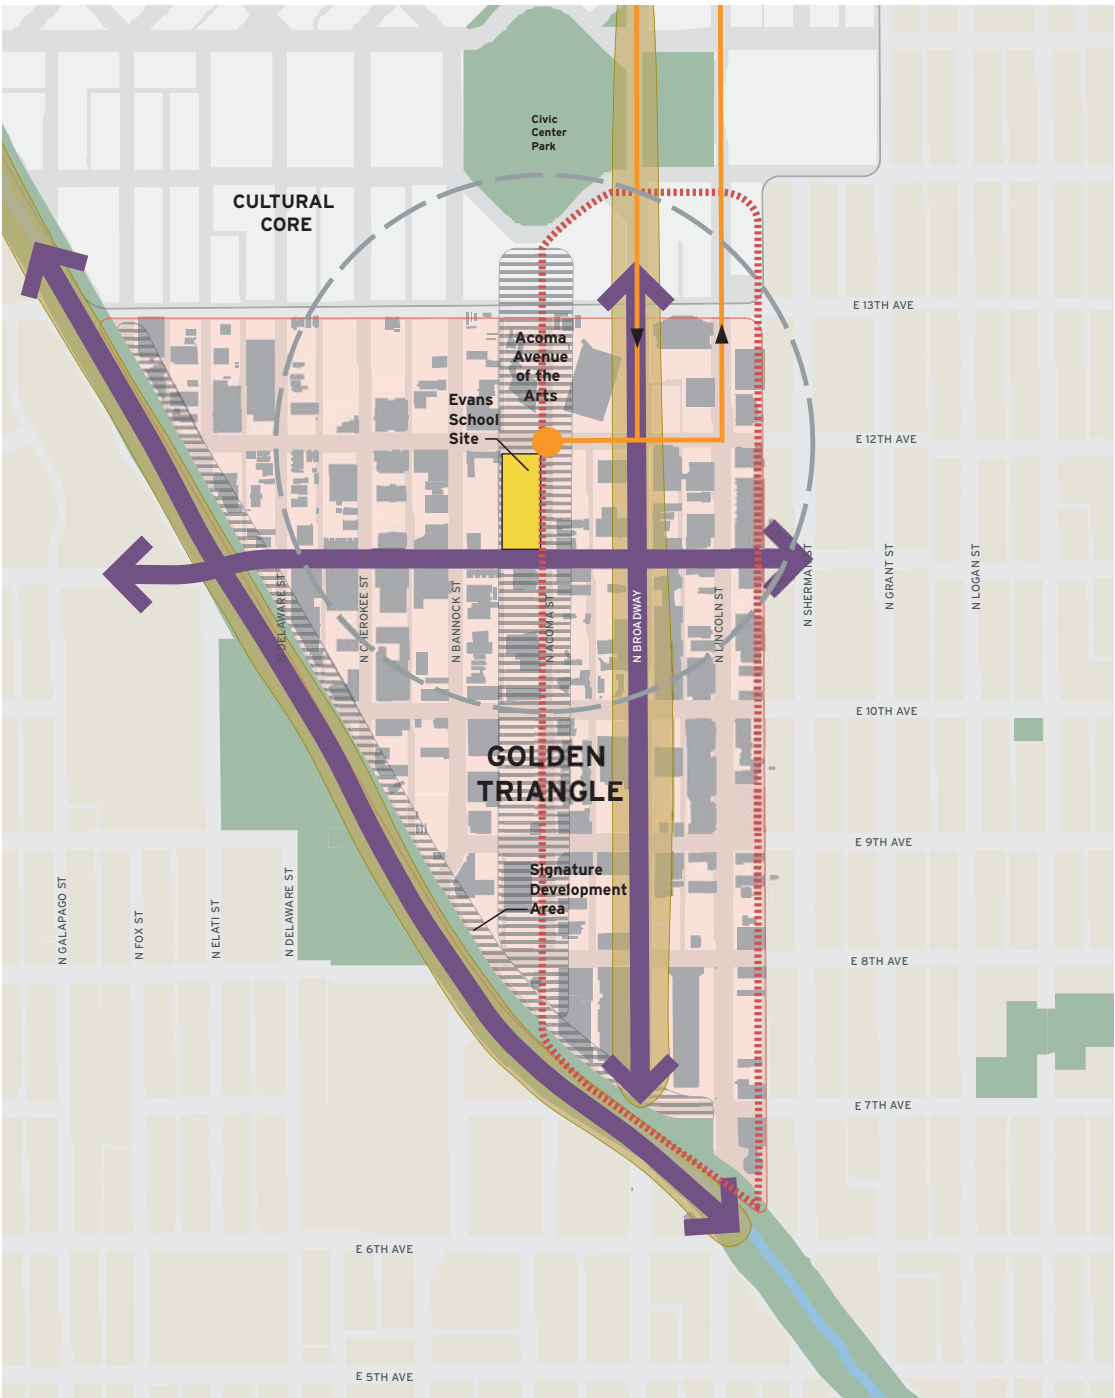 Civic
Center
Park
CULTURAL
CORE
E 13TH AVE
Acoma
Avenue
of the
Arts
Evans
School
Site
E 12TH AVE
N DELAWARE ST
N CHEROKEE ST
N BANNOCK ST
N ACOMA ST
N BROADWAY
N LINCOLN ST
N SHERMAN ST
N GRANT ST
N LOGAN ST
E 10TH AVE
GOLDEN
TRIANGLE
E 9TH AVE
Signature
Development
Area
N GALAPAGO ST
N FOX ST
N ELATI ST
N DELAWARE ST
E 8TH AVE
E 7TH AVE
E 6TH AVE
E 5TH AVE